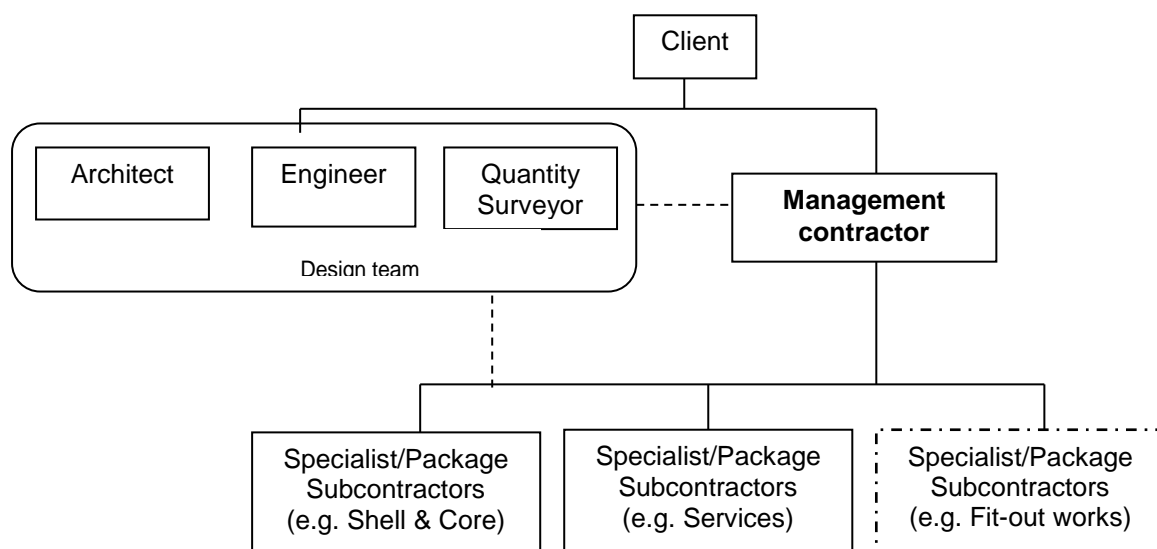 Client
Architect
Engineer
Quantity
Surveyor
Design team
Management
contractor
Specialist/Package
Subcontractors
(e.g. Shell & Core)
Specialist/Package
Subcontractors
(e.g. Services)
Specialist/Package
Subcontractors
(e.g. Fit-out works)